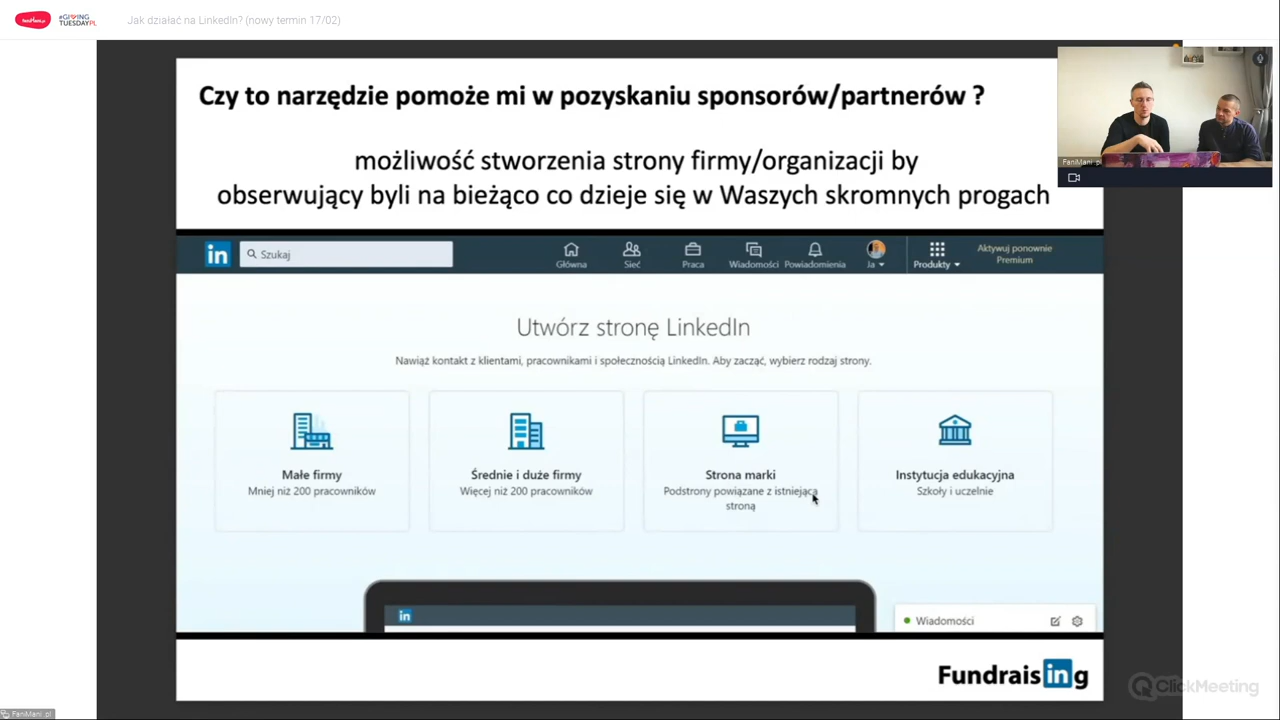 FaniMani.pl
#GIVING
TUESDAYPL
Jak działać na LinkedIn? (nowy termin 17/02)
Czy to narzędzie pomoże mi w pozyskaniu sponsorów/partnerów ?
możliwość stworzenia strony firmy/organizacji by
obserwujący byli na bieżąco co dzieje się w Waszych skromnych progach
FaniMani .pl
in
Szukaj
Główna
Sieć
Praca
Wiadomości
Powiadomienia
Ja
Produkty
Aktywuj ponownie
Premium
Utwórz stronę LinkedIn
Nawiąż kontakt z klientami, pracownikami i społecznością LinkedIn. Aby zacząć, wybierz rodzaj strony.
Małe firmy
Mniej niż 200 pracowników
Średnie i duże firmy
Więcej niż 200 pracowników
Strona marki
Podstrony powiązane z istniejącą
stroną
Instytucja edukacyjna
Szkoły i uczelnie
in
Wiadomości
Fundraising
ClickMeeting
FaniMani .pl